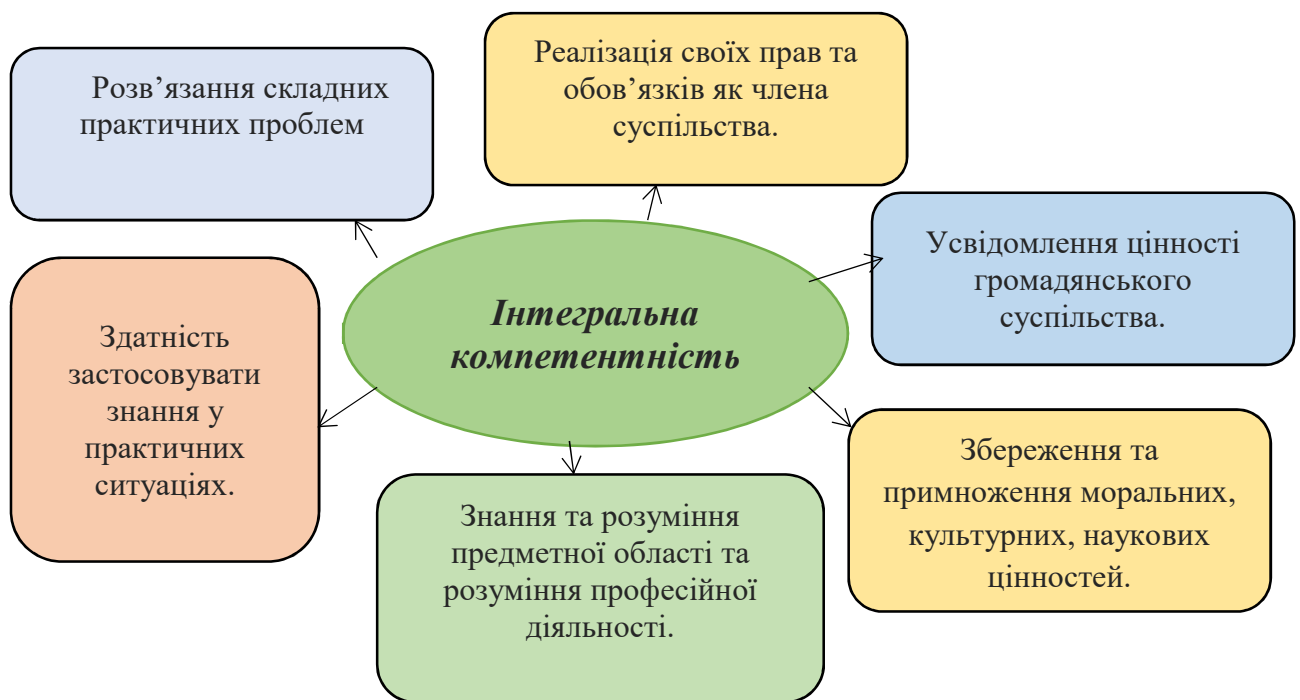 Розв’язання складних
практичних проблем
Реалізація своїх прав та
обов’язків як члена
суспільства.
Усвідомлення цінності
громадянського
суспільства.
Інтегральна
компетентність
Здатність
застосовувати
знання у
практичних
ситуаціях.
Знання та розуміння
предметної області та
розуміння професійної
діяльності.
Збереження та
примноження моральних,
культурних, наукових
цінностей.